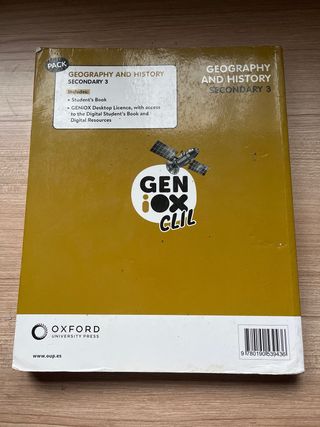 PACK
GEOGRAPHY AND HISTORY
SECONDARY 3
Includes:
• Student's Book
• GENiOX Desktop Licence, with access
to the Digital Student's Book and
Digital Resources
GEOGRAPHY
AND HISTORY
SECONDARY 3
GEN
iOX
CLIL
OXFORD
UNIVERSITY PRESS
www.oup.es
9780190539436